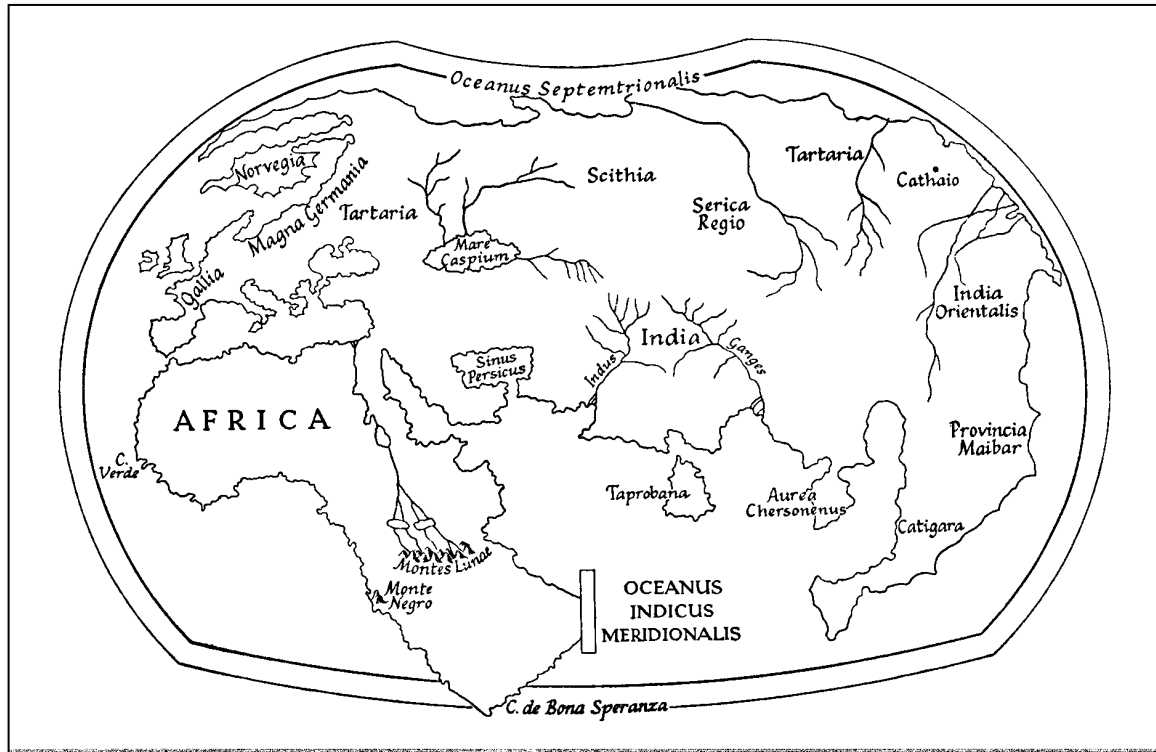 Oceanus Septemtrionalis
Norvegia
Magna Germania
Tartaria
Scithia
Tartaria
Cathaio
Serica
Regio
Mare
Caspium
Gallia
India
Orientalis
Sinus
Persicus
Indus
India
Ganges
AFRICA
C.
Verde
Provincia
Maibar
Taprobana
Aurea
Chersonenus
Catigara
Montes Lunae
Monte
Negro
OCEANUS
INDICUS
MERIDIONALIS
C. de Bona Speranza